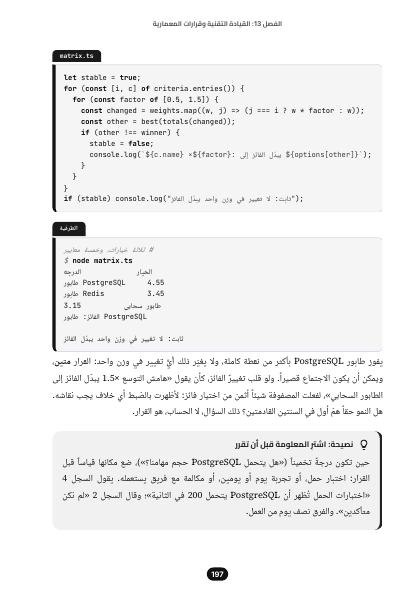 الفصل 13: القيادة التقنية وقرارات المعمارية
matrix.ts
let stable = true;
for (const [i, c] of criteria.entries()) {
for (const factor of [0.5, 1.5]) {
const changed = weights.map((w, j) => (j === i ? w * factor : w));
const other = best(totals(changed));
if (other !== winner) {
stable = false;
console.log(`${c.name} ×${factor}: يبدّل الفائز إلى ${options[other]}`);
}
}
}
if (stable) console.log("ثابت: لا تغيير في وزن واحد يبدّل الفائز");
الطرفية
# ثلاثة خيارات، وخمسة معايير
$ node matrix.ts
الخيار الدرجة
طابور PostgreSQL 4.55
طابور Redis 3.45
طابور سحابي 3.15
الفائز: طابور PostgreSQL
ثابت: لا تغيير في وزن واحد يبدّل الفائز
يفوز طابور PostgreSQL بأكثر من نقطة كاملة، ولا يغيّر ذلك أيُّ تغيير في وزن واحد: القرار متين،
ويمكن أن يكون الاجتماع قصيراً. ولو قلب تغييرٌ الفائز، كأن يقول «هامش التوسع ×1.5 يبدّل الفائز إلى
الطابور السحابي»، لفعلت المصفوفة شيئاً أثمن من اختيار فائز: لأظهرت بالضبط أي خلاف يجب نقاشه.
هل النمو حقاً همّ أول في السنتين القادمتين؟ ذلك السؤال، لا الحساب، هو القرار.
نصيحة: اشترِ المعلومة قبل أن تقرر
حين تكون درجةٌ تخميناً («هل يتحمل PostgreSQL حجم مهامنا؟»)، ضع مكانها قياساً قبل
القرار: اختبار حمل، أو تجربة يوم أو يومين، أو مكالمة مع فريق يستعمله. يقول السجل 4
«اختبارات الحمل تُظهر أن PostgreSQL يتحمل 200 في الثانية»؛ وقال السجل 2 «لم نكن
متأكدين». والفرق نصف يوم من العمل.
197